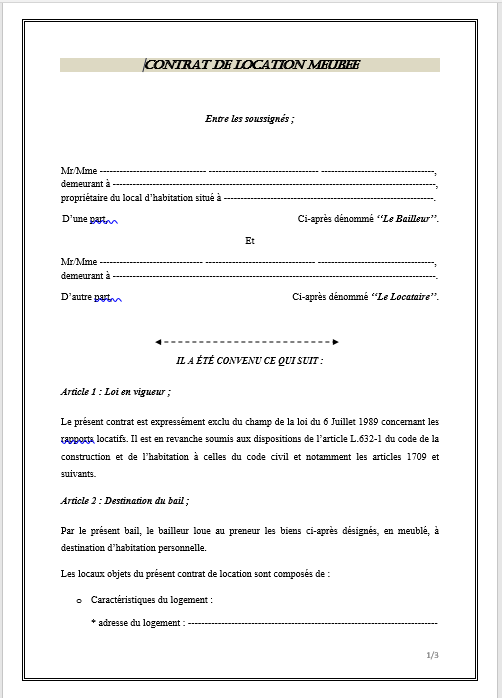 CONTRAT DE LOCATION MEUBEE
Entre les soussignés ;
Mr/Mme ------------------------------- -------------------------------- ---------------------------------,
demeurant à ----------------------------------------------------------------------------------------------,
propriétaire du local d’habitation situé à -------------------------------------------------------------.
D’une part, Ci-après dénommé ‘‘Le Bailleur’’.
Et
Mr/Mme ------------------------------ -------------------------------- ----------------------------------,
demeurant à ----------------------------------------------------------------------------------------------.
D’autre part, Ci-après dénommé ‘‘Le Locataire’’.
IL A ÉTÉ CONVENU CE QUI SUIT :
Article 1 : Loi en vigueur ;
Le présent contrat est expressément exclu du champ de la loi du 6 Juillet 1989 concernant les
rapports locatifs. Il est en revanche soumis aux dispositions de l’article L.632-1 du code de la
construction et de l’habitation à celles du code civil et notamment les articles 1709 et
suivants.
Article 2 : Destination du bail ;
Par le présent bail, le bailleur loue au preneur les biens ci-après désignés, en meublé, à
destination d’habitation personnelle.
Les locaux objets du présent contrat de location sont composés de :
o Caractéristiques du logement :
* adresse du logement : ------------------------------------------------------------------------
1/3